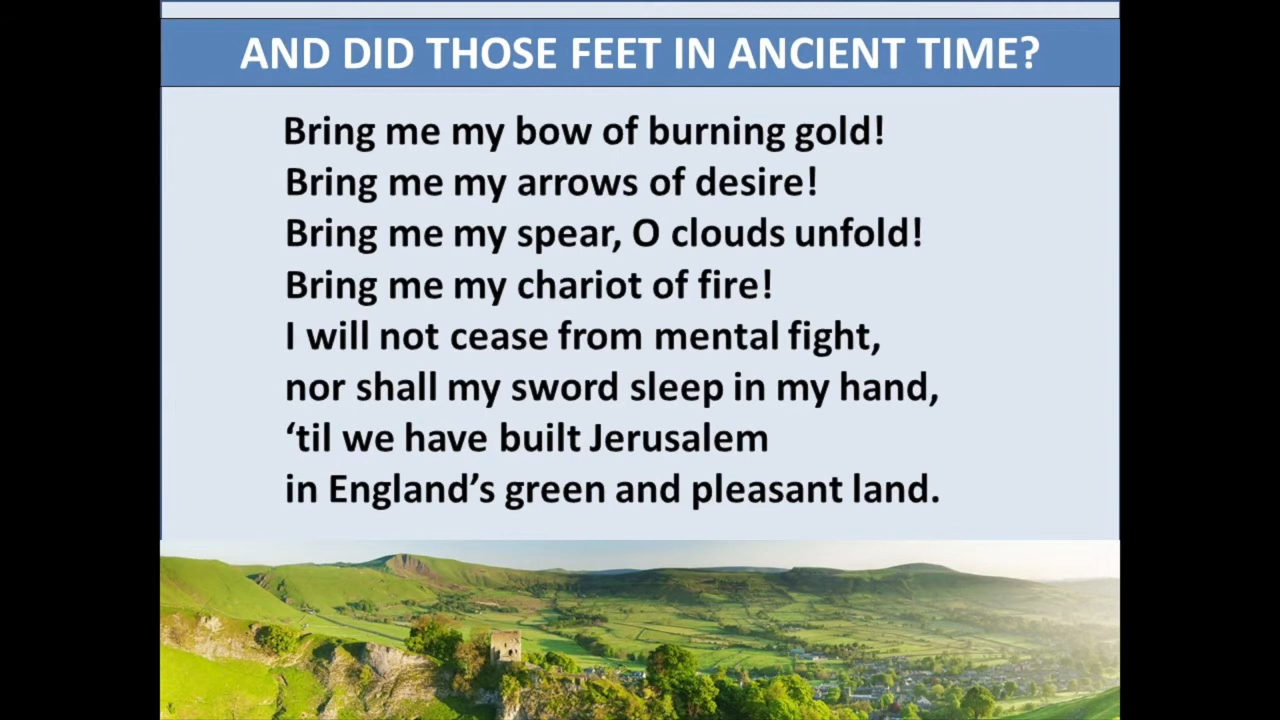 AND DID THOSE FEET IN ANCIENT TIME?
Bring me my bow of burning gold!
Bring me my arrows of desire!
Bring me my spear, O clouds unfold!
Bring me my chariot of fire!
I will not cease from mental fight,
nor shall my sword sleep in my hand,
‘til we have built Jerusalem
in England’s green and pleasant land.